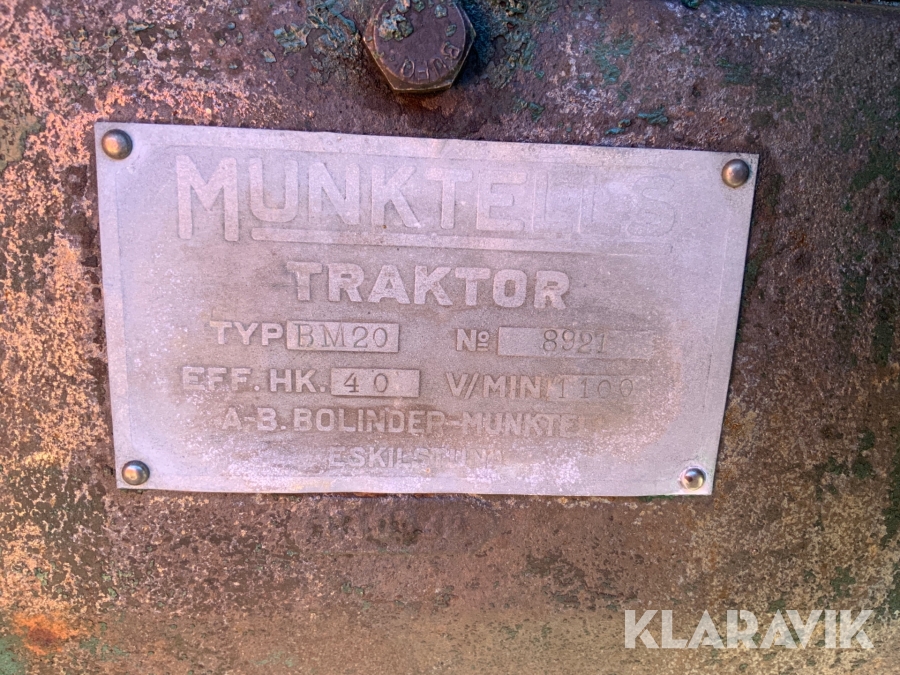 MUNKTELLS
TRAKTOR
TYP BM20 № 8921
EFF. HK. 40 V/MIN 1100
A-B. BOLINDER-MUNKTELL
ESKILSTUNA
KLARAVIK